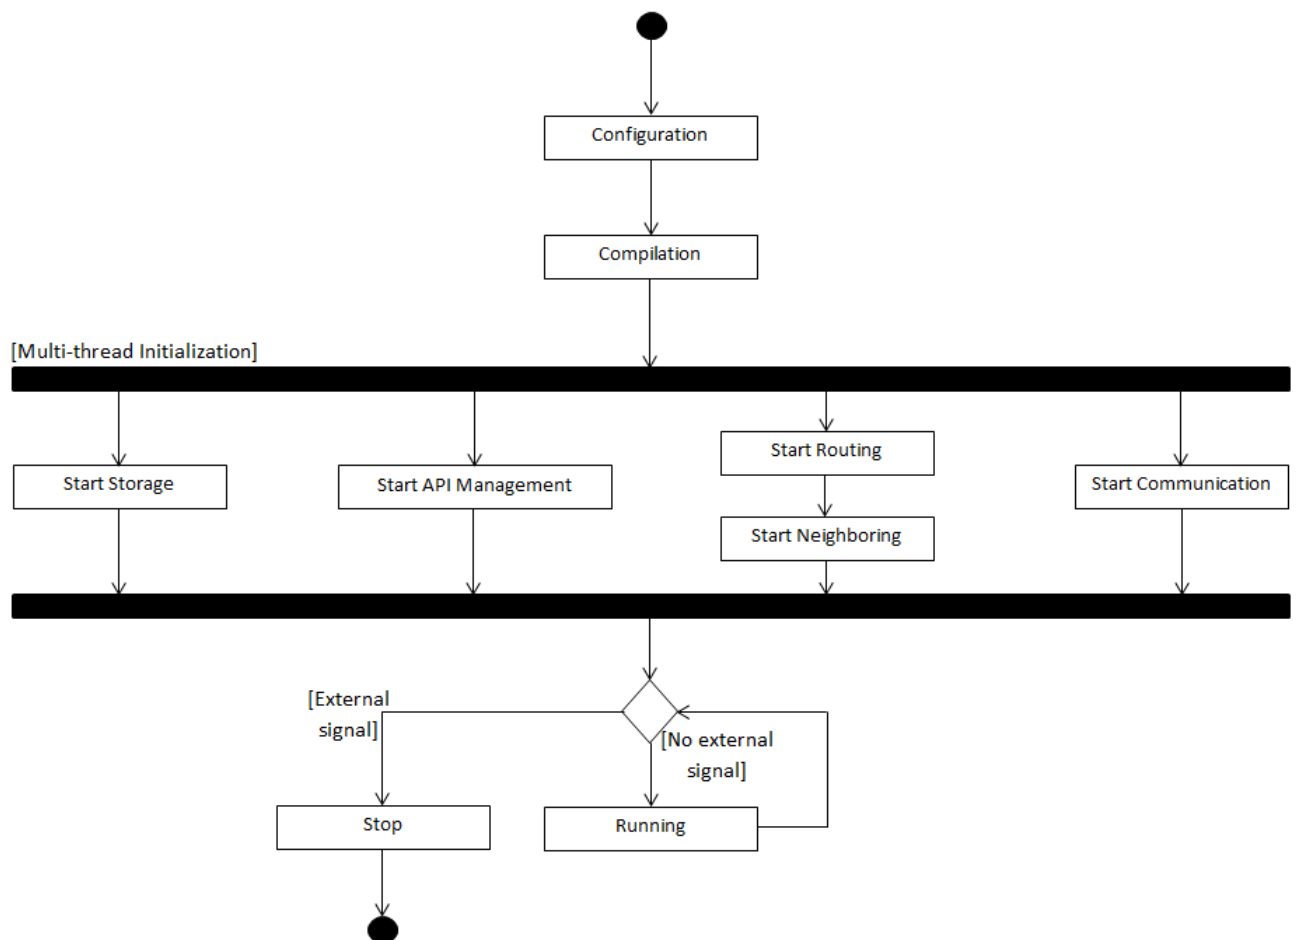 Configuration
Compilation
[Multi-thread Initialization]
Start Routing
Start Storage
Start API Management
Start Communication
Start Neighboring
[External
signal]
[No external
signal]
Stop
Running